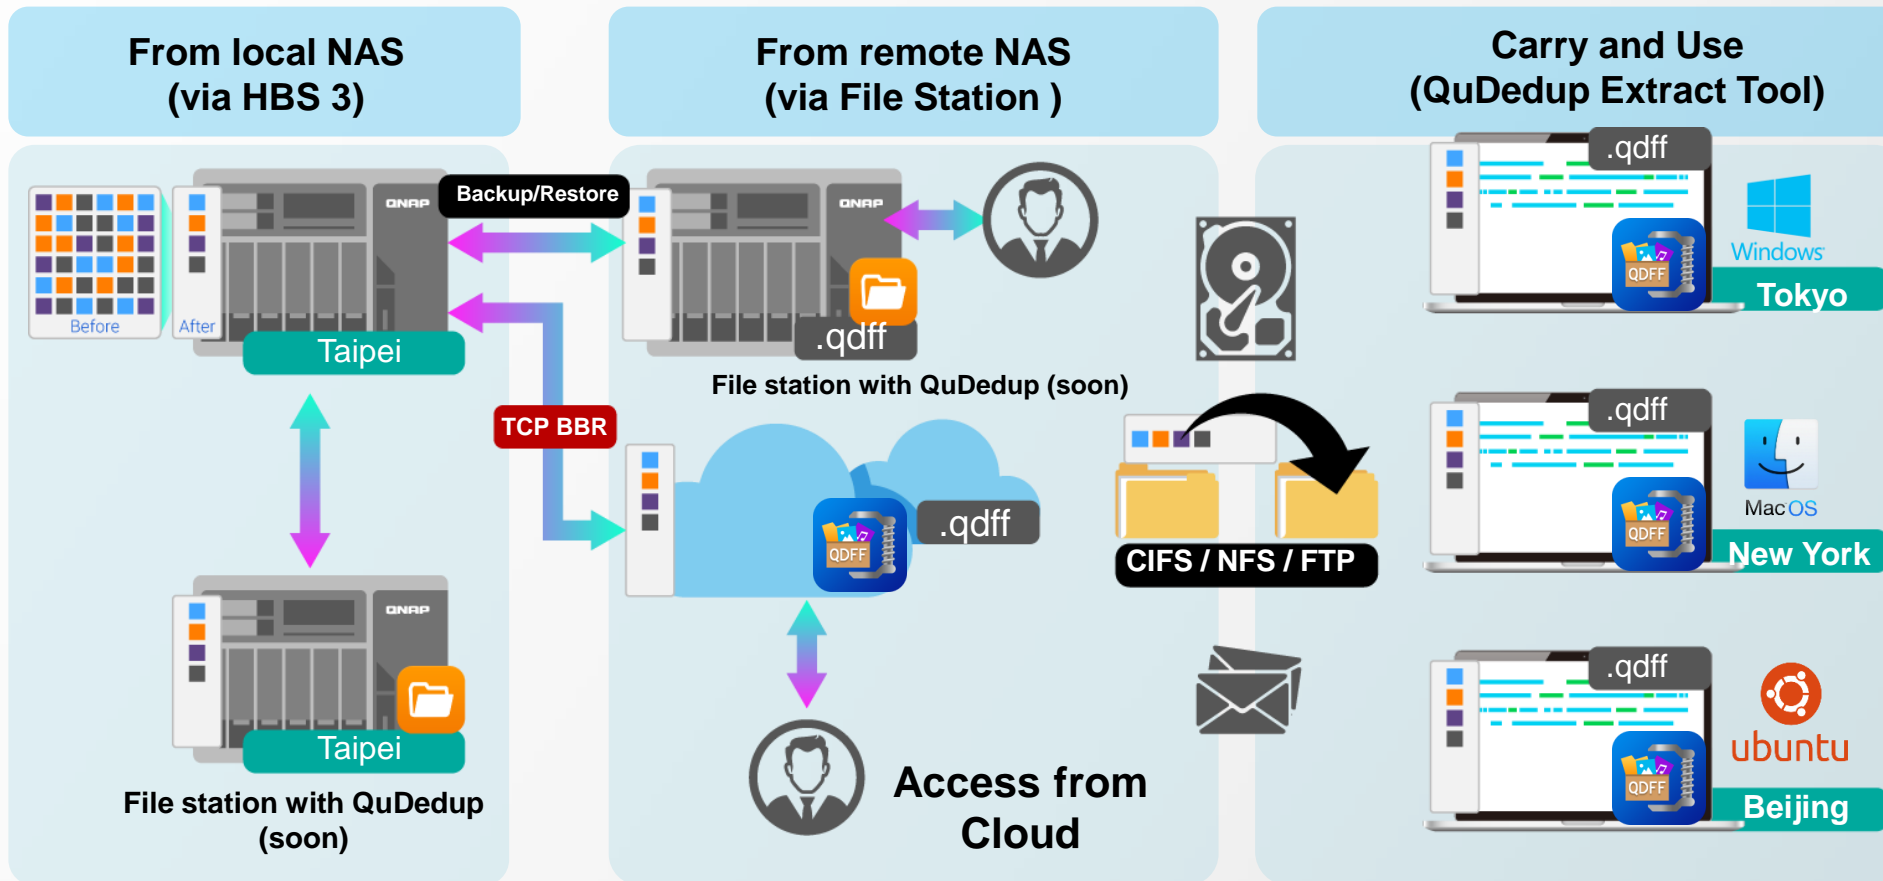 From local NAS
(via HBS 3)
From remote NAS
(via File Station )
Carry and Use
(QuDedup Extract Tool)
Before
After
QNAP
Taipei
Backup/Restore
QNAP
.qdff
File station with QuDedup (soon)
TCP BBR
QDFF
.qdff
QNAP
Taipei
File station with QuDedup
(soon)
Access from
Cloud
CIFS / NFS / FTP
.qdff
QDFF
Windows
Tokyo
.qdff
QDFF
MacOS
New York
.qdff
QDFF
ubuntu
Beijing